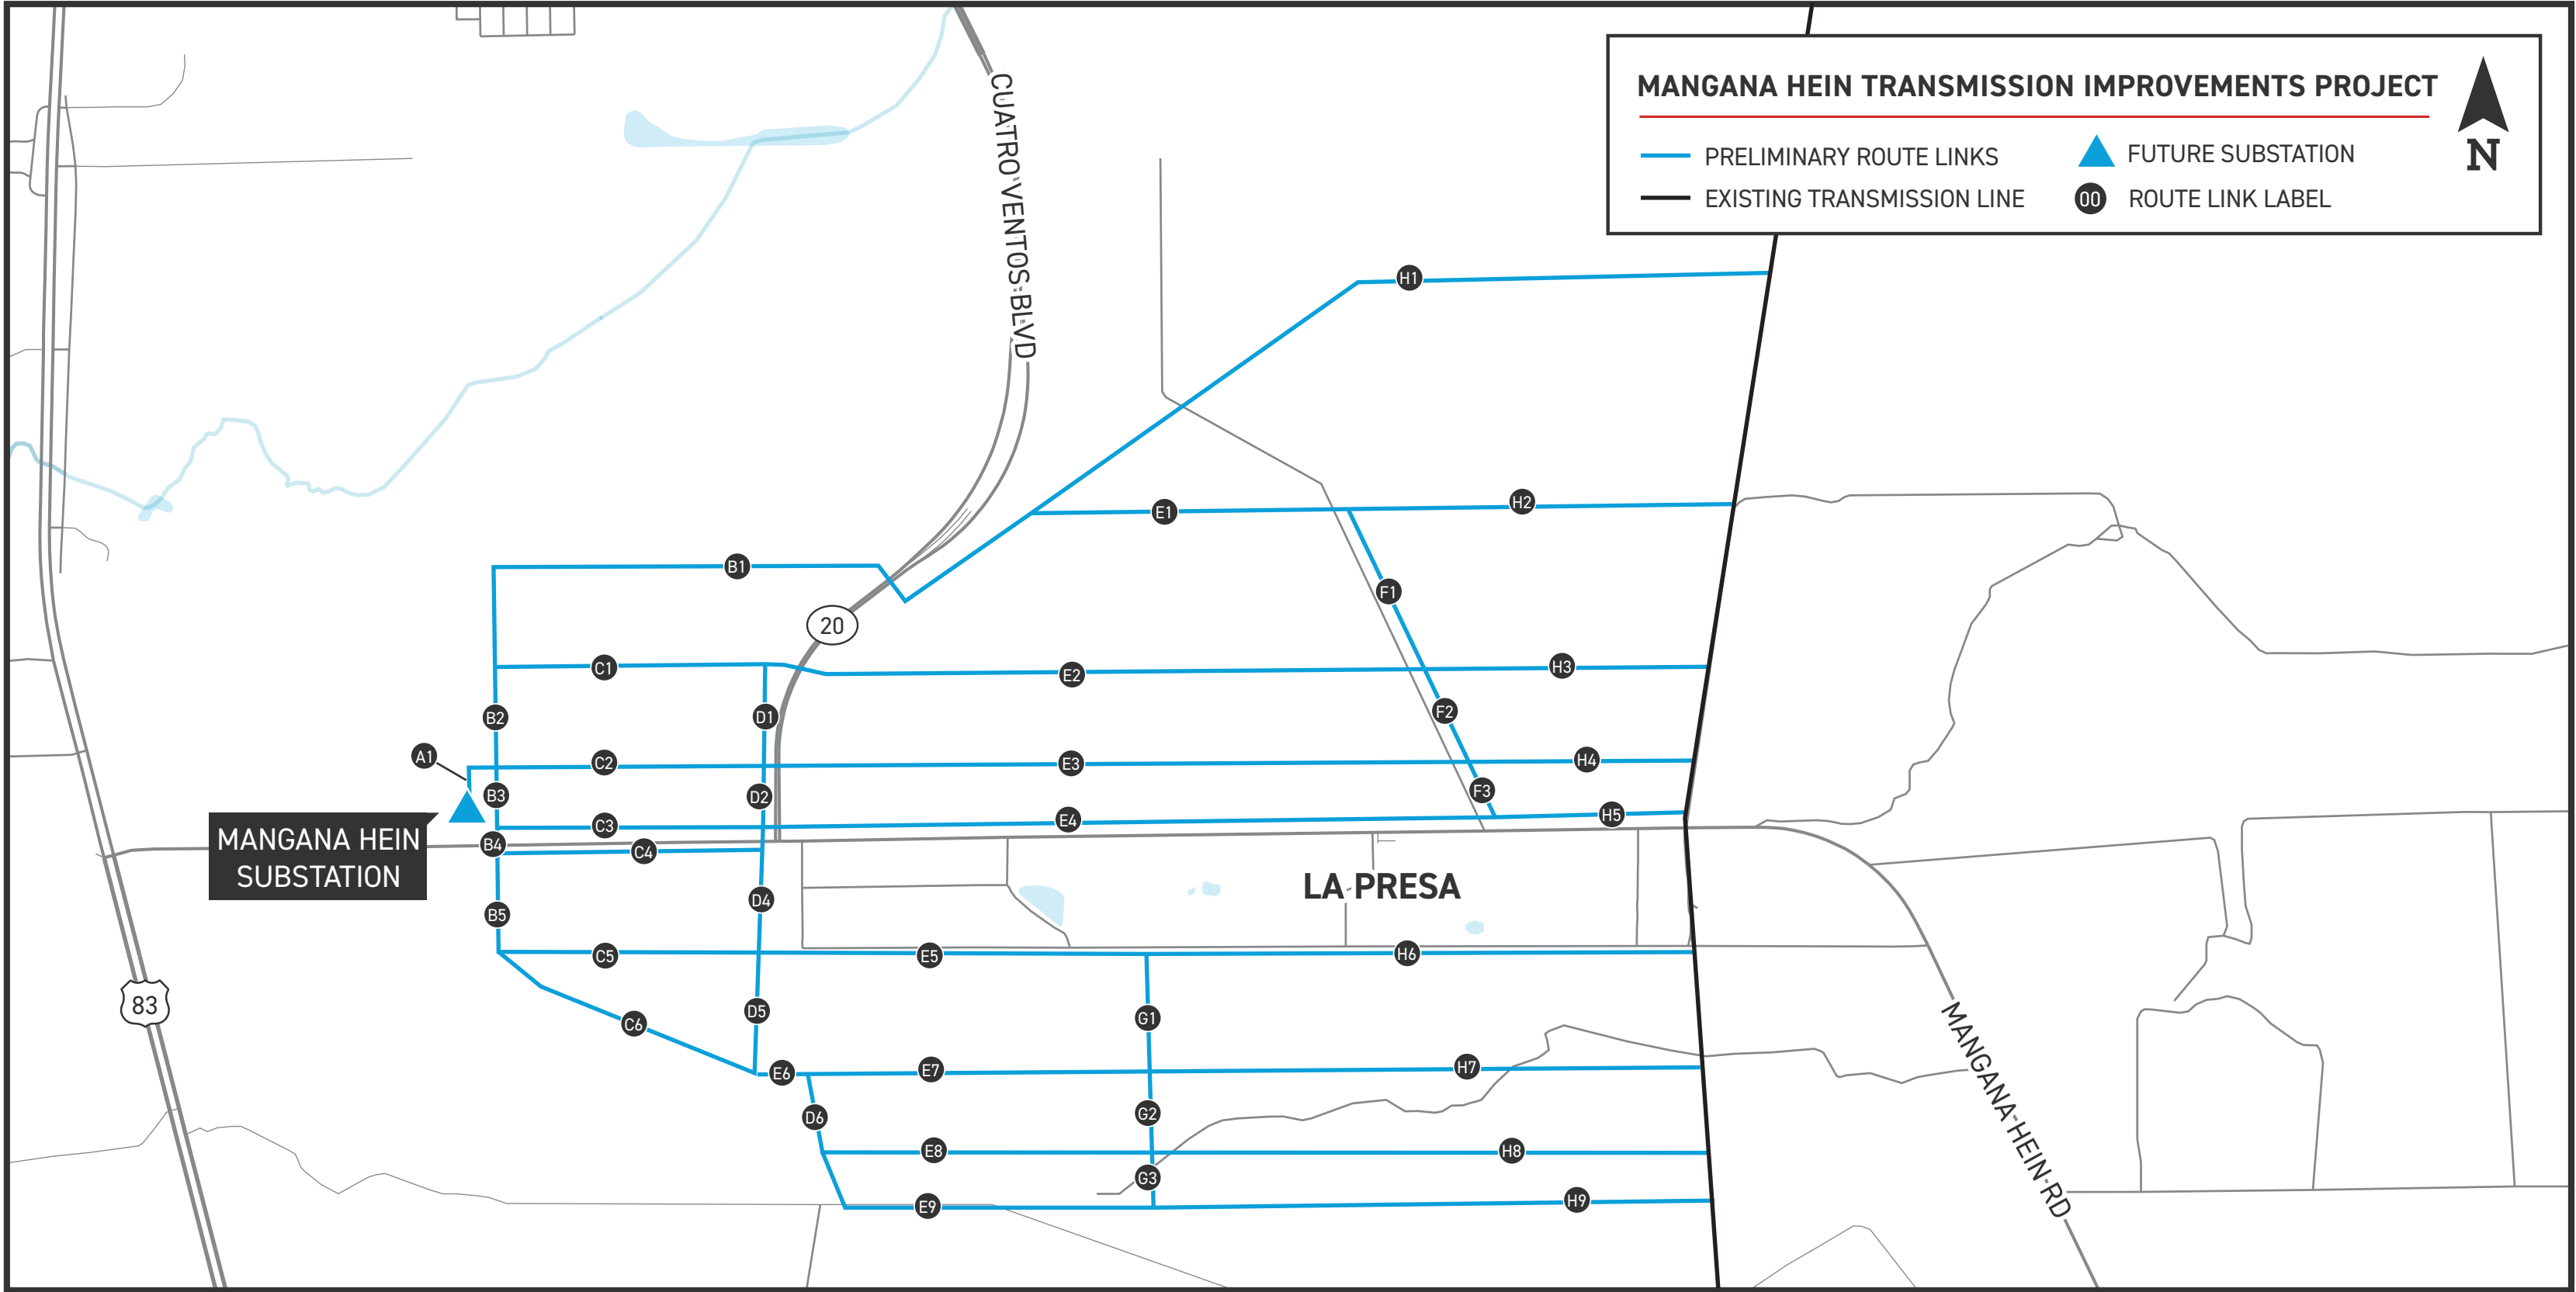 MANGANA HEIN TRANSMISSION IMPROVEMENTS PROJECT
PRELIMINARY ROUTE LINKS
FUTURE SUBSTATION
EXISTING TRANSMISSION LINE
00
ROUTE LINK LABEL
N
CUATRO VENTOS BLVD
H1
H2
E1
B1
F1
20
C1
E2
H3
B2
D1
F2
A1
C2
E3
H4
B3
D2
F3
C3
E4
H5
MANGANA HEIN
SUBSTATION
B4
C4
LA PRESA
D4
B5
C5
E5
H6
83
C6
D5
G1
E6
E7
H7
MANGANA HEIN RD
D6
G2
E8
H8
G3
E9
H9